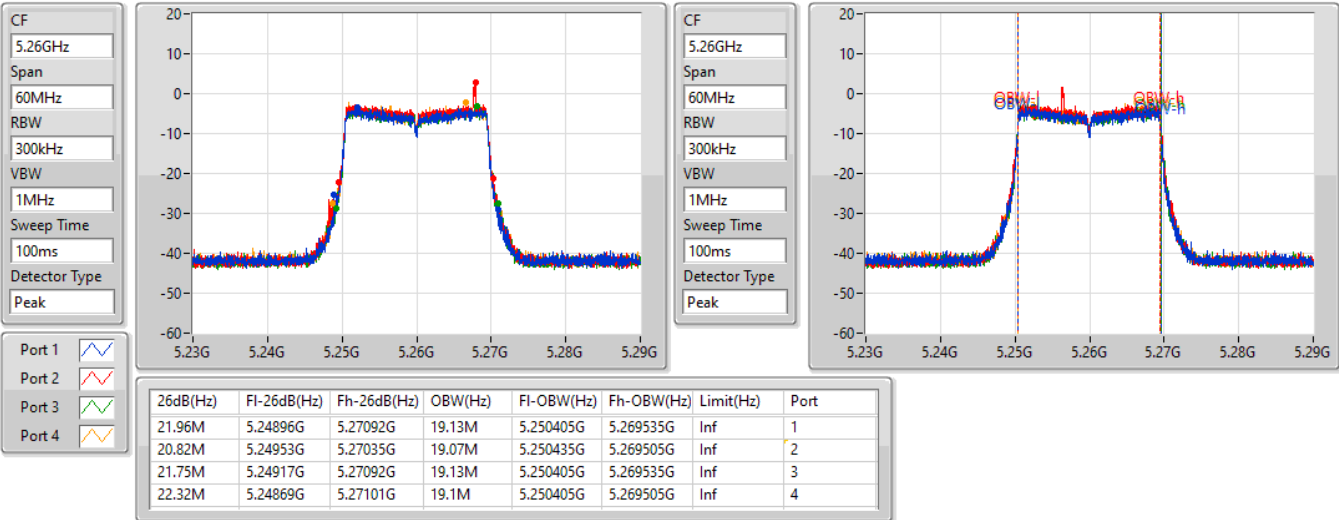 CF
5.26GHz
Span
60MHz
RBW
300kHz
VBW
1MHz
Sweep Time
100ms
Detector Type
Peak
20
10
0
-10
-20
-30
-40
-50
-60
5.23G 5.24G 5.25G 5.26G 5.27G 5.28G 5.29G
CF
5.26GHz
Span
60MHz
RBW
300kHz
VBW
1MHz
Sweep Time
100ms
Detector Type
Peak
20
10
0
-10
-20
-30
-40
-50
-60
OBW-l OBW-h
5.23G 5.24G 5.25G 5.26G 5.27G 5.28G 5.29G
Port 1
Port 2
Port 3
Port 4
26dB(Hz) Fl-26dB(Hz) Fh-26dB(Hz) OBW(Hz) Fl-OBW(Hz) Fh-OBW(Hz) Limit(Hz) Port
21.96M 5.24896G 5.27092G 19.13M 5.250405G 5.269535G Inf 1
20.82M 5.24953G 5.27035G 19.07M 5.250435G 5.269505G Inf 2
21.75M 5.24917G 5.27092G 19.13M 5.250405G 5.269535G Inf 3
22.32M 5.24869G 5.27101G 19.1M 5.250405G 5.269505G Inf 4